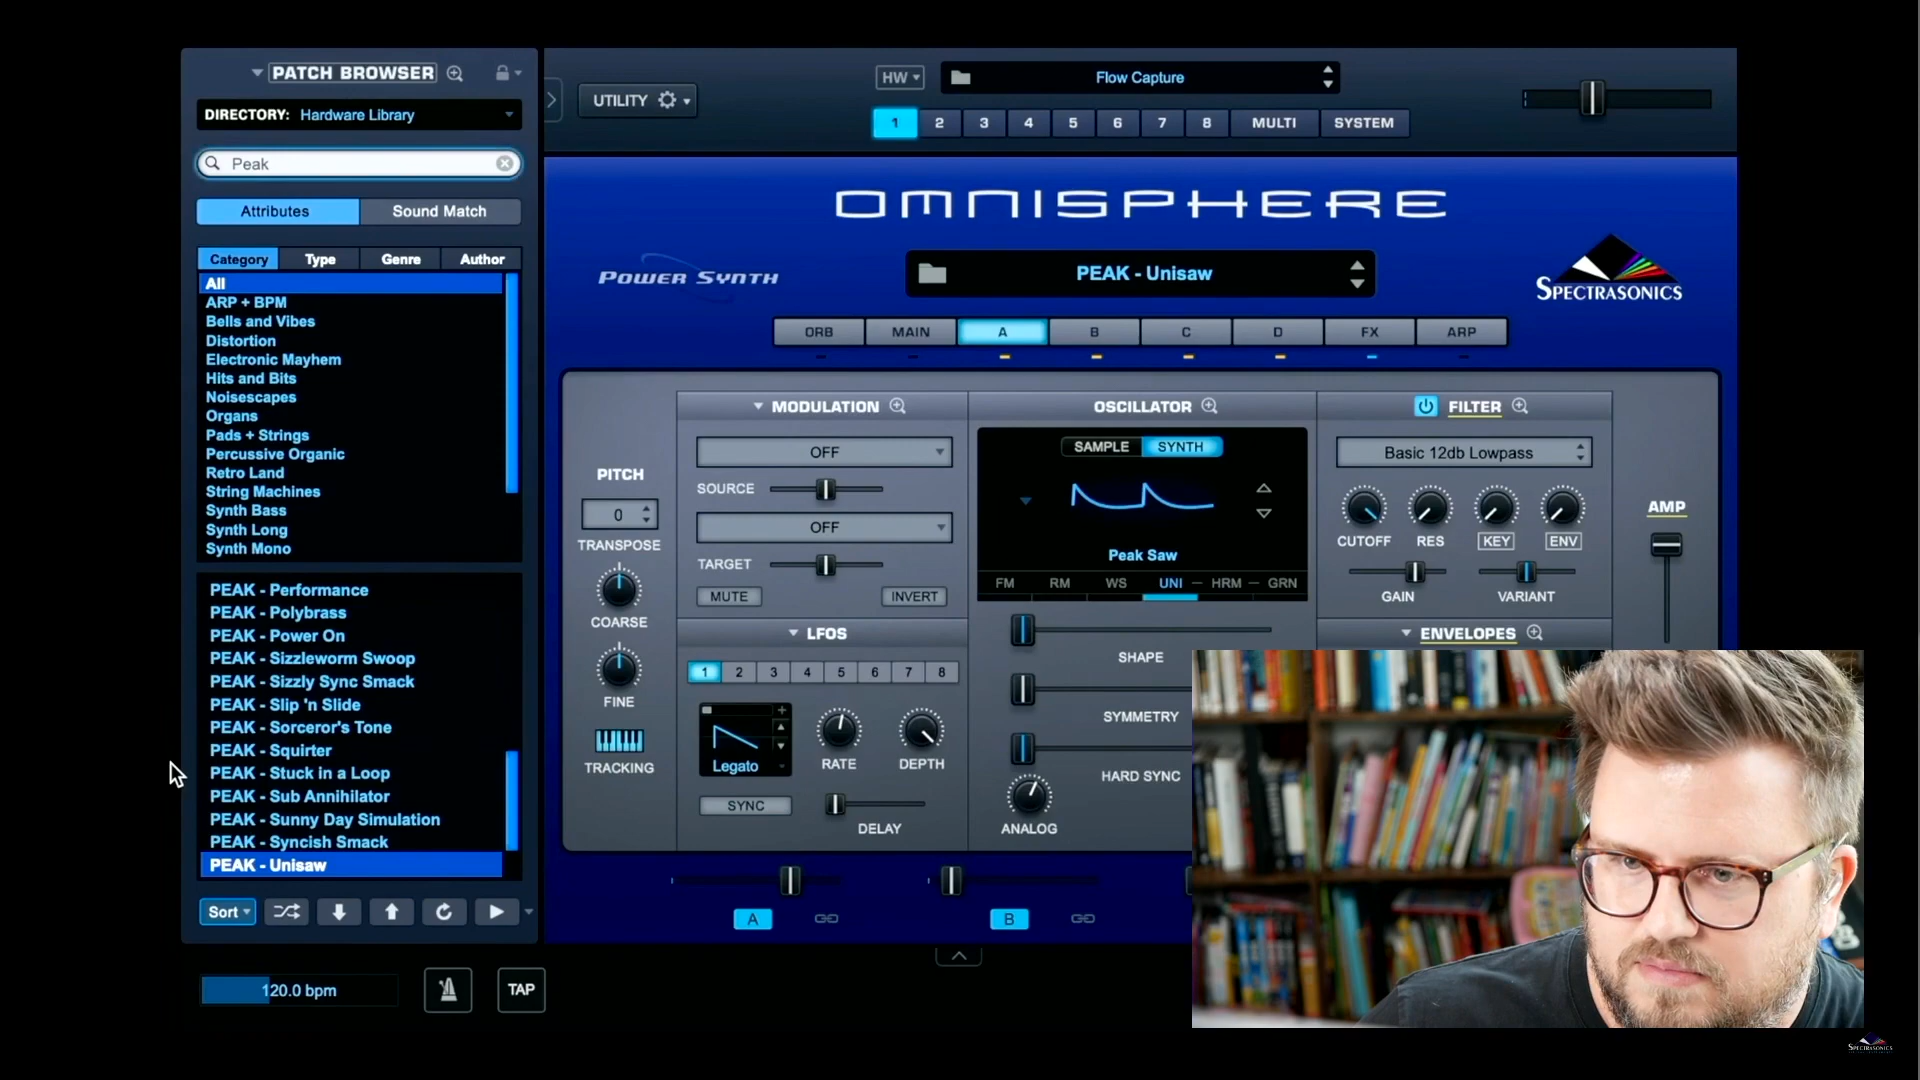 PATCH BROWSER
DIRECTORY: Hardware Library
Peak
Attributes
Sound Match
Category
Type
Genre
Author
All
ARP + BPM
Bells and Vibes
Distortion
Electronic Mayhem
Hits and Bits
Noisescapes
Organs
Pads + Strings
Percussive Organic
Retro Land
String Machines
Synth Bass
Synth Long
Synth Mono
PEAK - Performance
PEAK - Polybrass
PEAK - Power On
PEAK - Sizzleworm Swoop
PEAK - Sizzly Sync Smack
PEAK - Slip 'n Slide
PEAK - Sorceror's Tone
PEAK - Squirter
PEAK - Stuck in a Loop
PEAK - Sub Annihilator
PEAK - Sunny Day Simulation
PEAK - Syncish Smack
PEAK - Unisaw
Sort
120.0 bpm
TAP
UTILITY
HW
Flow Capture
1 2 3 4 5 6 7 8 MULTI SYSTEM
OMNISPHERE
POWER SYNTH
PEAK - Unisaw
SPECTRASONICS
ORB MAIN A B C D FX ARP
PITCH
0
TRANSPOSE
COARSE
FINE
TRACKING
MODULATION
OFF
SOURCE
OFF
TARGET
MUTE
INVERT
LFOS
1 2 3 4 5 6 7 8
Legato
RATE
DEPTH
SYNC
DELAY
OSCILLATOR
SAMPLE SYNTH
Peak Saw
FM RM WS UNI HRM GRN
SHAPE
SYMMETRY
HARD SYNC
ANALOG
FILTER
Basic 12db Lowpass
CUTOFF RES KEY ENV
GAIN
VARIANT
ENVELOPES
AMP
A
B
SPECTRASONICS